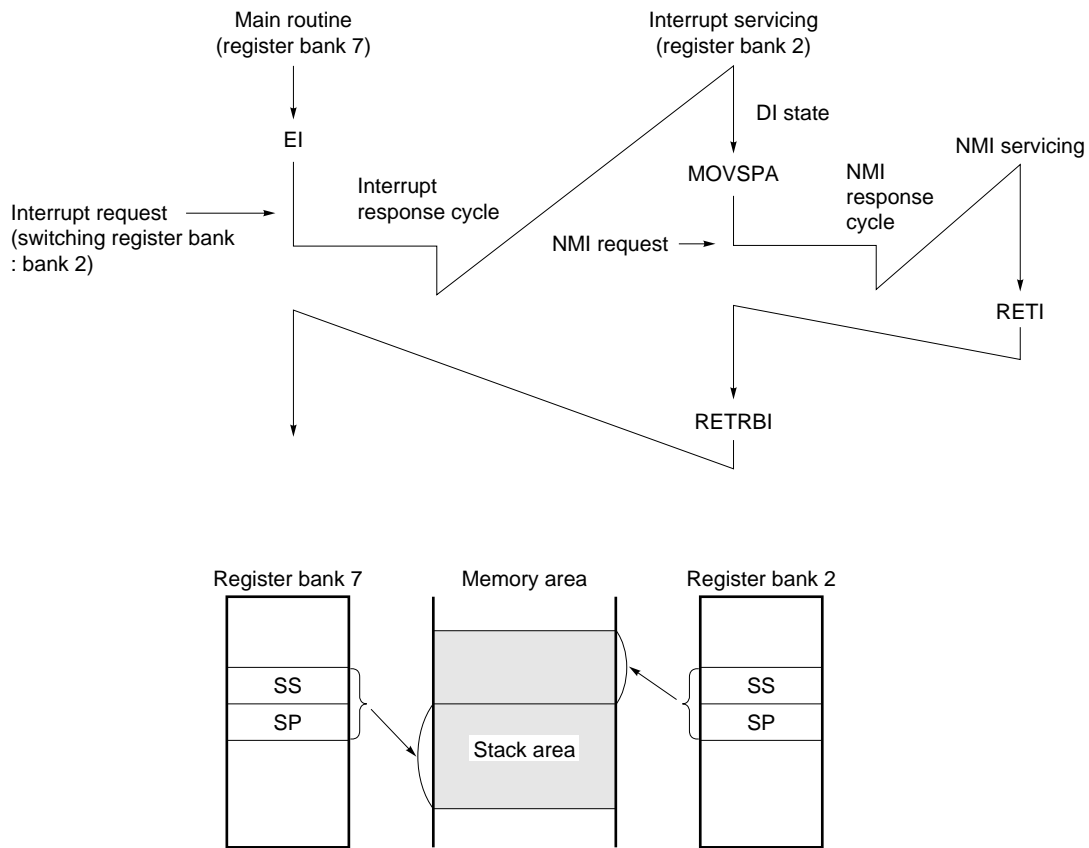 Main routine
(register bank 7)
Interrupt servicing
(register bank 2)
DI state
EI
MOVSPA
NMI servicing
Interrupt
response cycle
NMI
response
cycle
Interrupt request
(switching register bank
: bank 2)
NMI request
RETI
RETRBI
Register bank 7
Memory area
Register bank 2
SS
SS
SP
SP
Stack area